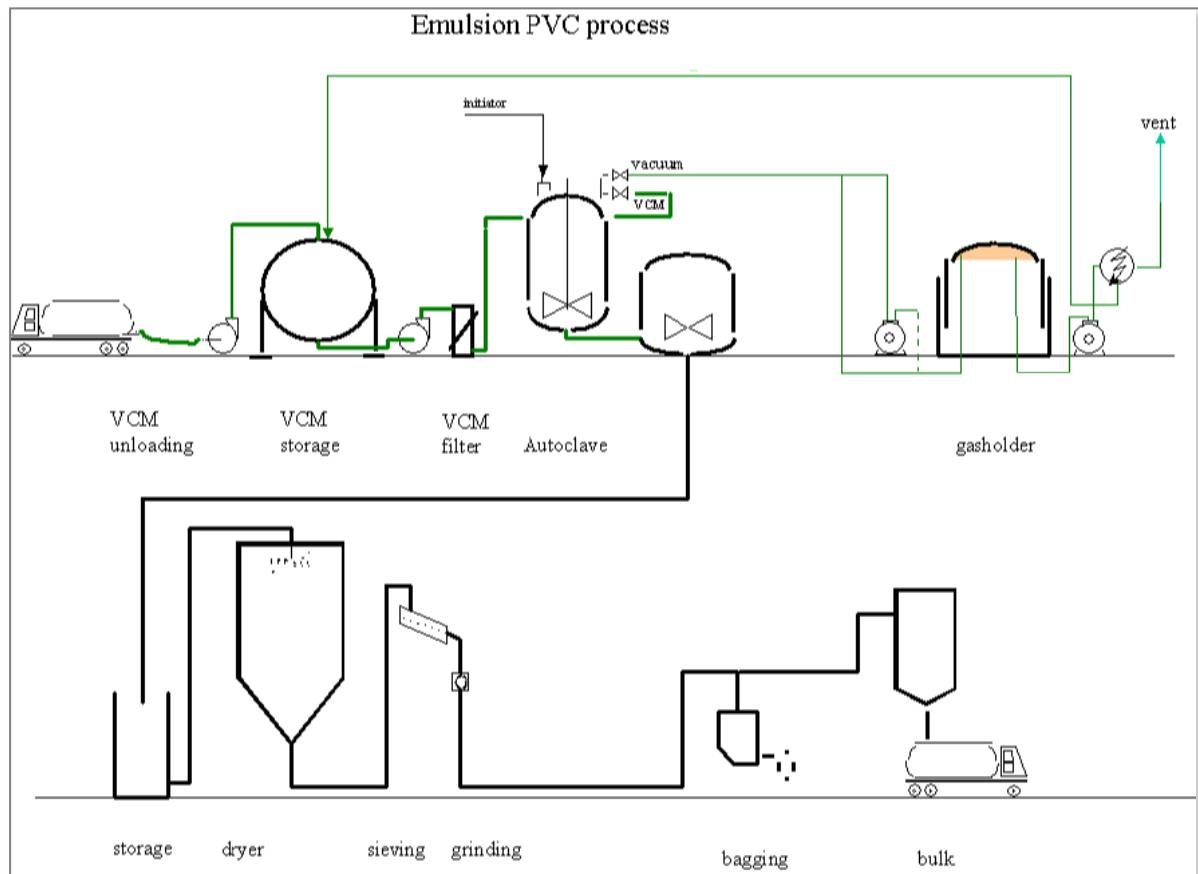 Emulsion PVC process
initiator
vent
vacuum
VCM
VCM
unloading
VCM
storage
VCM
filter
Autoclave
gasholder
storage
dryer
sieving
grinding
bagging
bulk